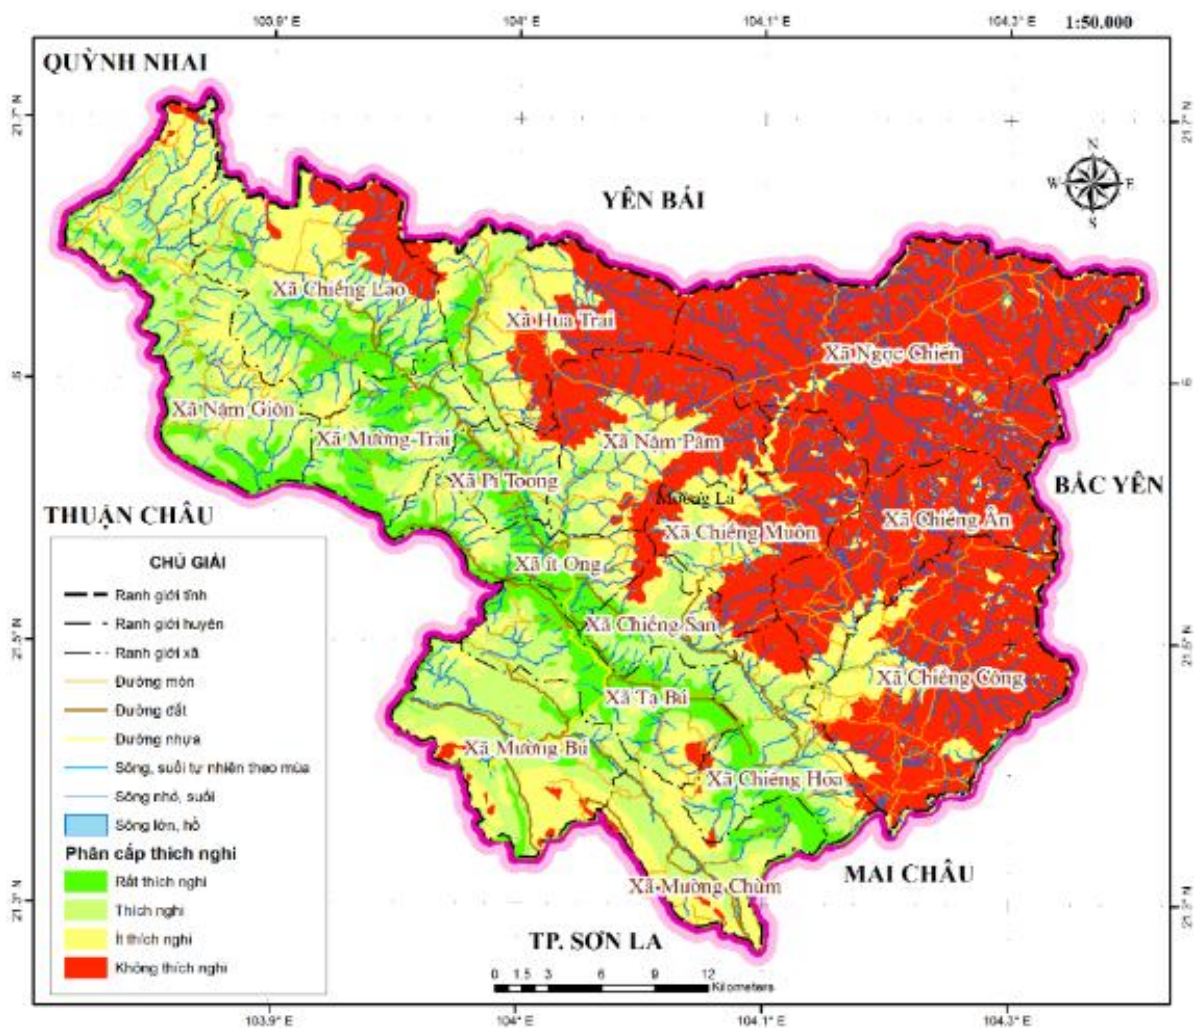 103.9° E 104° E 104.1° E 104.3° E 1:50.000
QUỲNH NHAI
21.7° N 21.7° N
N
W E
S
YÊN BÁI
Xã Chiềng Lao
Xã Hua Trai
Xã Ngọc Chiến
Xã Nậm Giôn
Xã Mường Trai
Xã Nậm Păm
Xã Pi Toong
BẮC YÊN
Mường La
THUẬN CHÂU
Xã Chiềng Ân
Xã Chiềng Muôn
Xã ít Ong
Xã Chiềng San
21.5° N 21.5° N
Xã Chiềng Công
Xã Tạ Bú
Xã Mường Bú
Xã Chiềng Hoa
MAI CHÂU
Xã Mường Chùm
21.3° N 21.3° N
TP. SƠN LA
CHÚ GIẢI
Ranh giới tỉnh
Ranh giới huyện
Ranh giới xã
Đường mòn
Đường đất
Đường nhựa
Sông, suối tự nhiên theo mùa
Sông nhỏ, suối
Sông lớn, hồ
Phân cấp thích nghi
Rất thích nghi
Thích nghi
Ít thích nghi
Không thích nghi
0 1.5 3 6 9 12
Kilometers
103.9° E 104° E 104.1° E 104.3° E